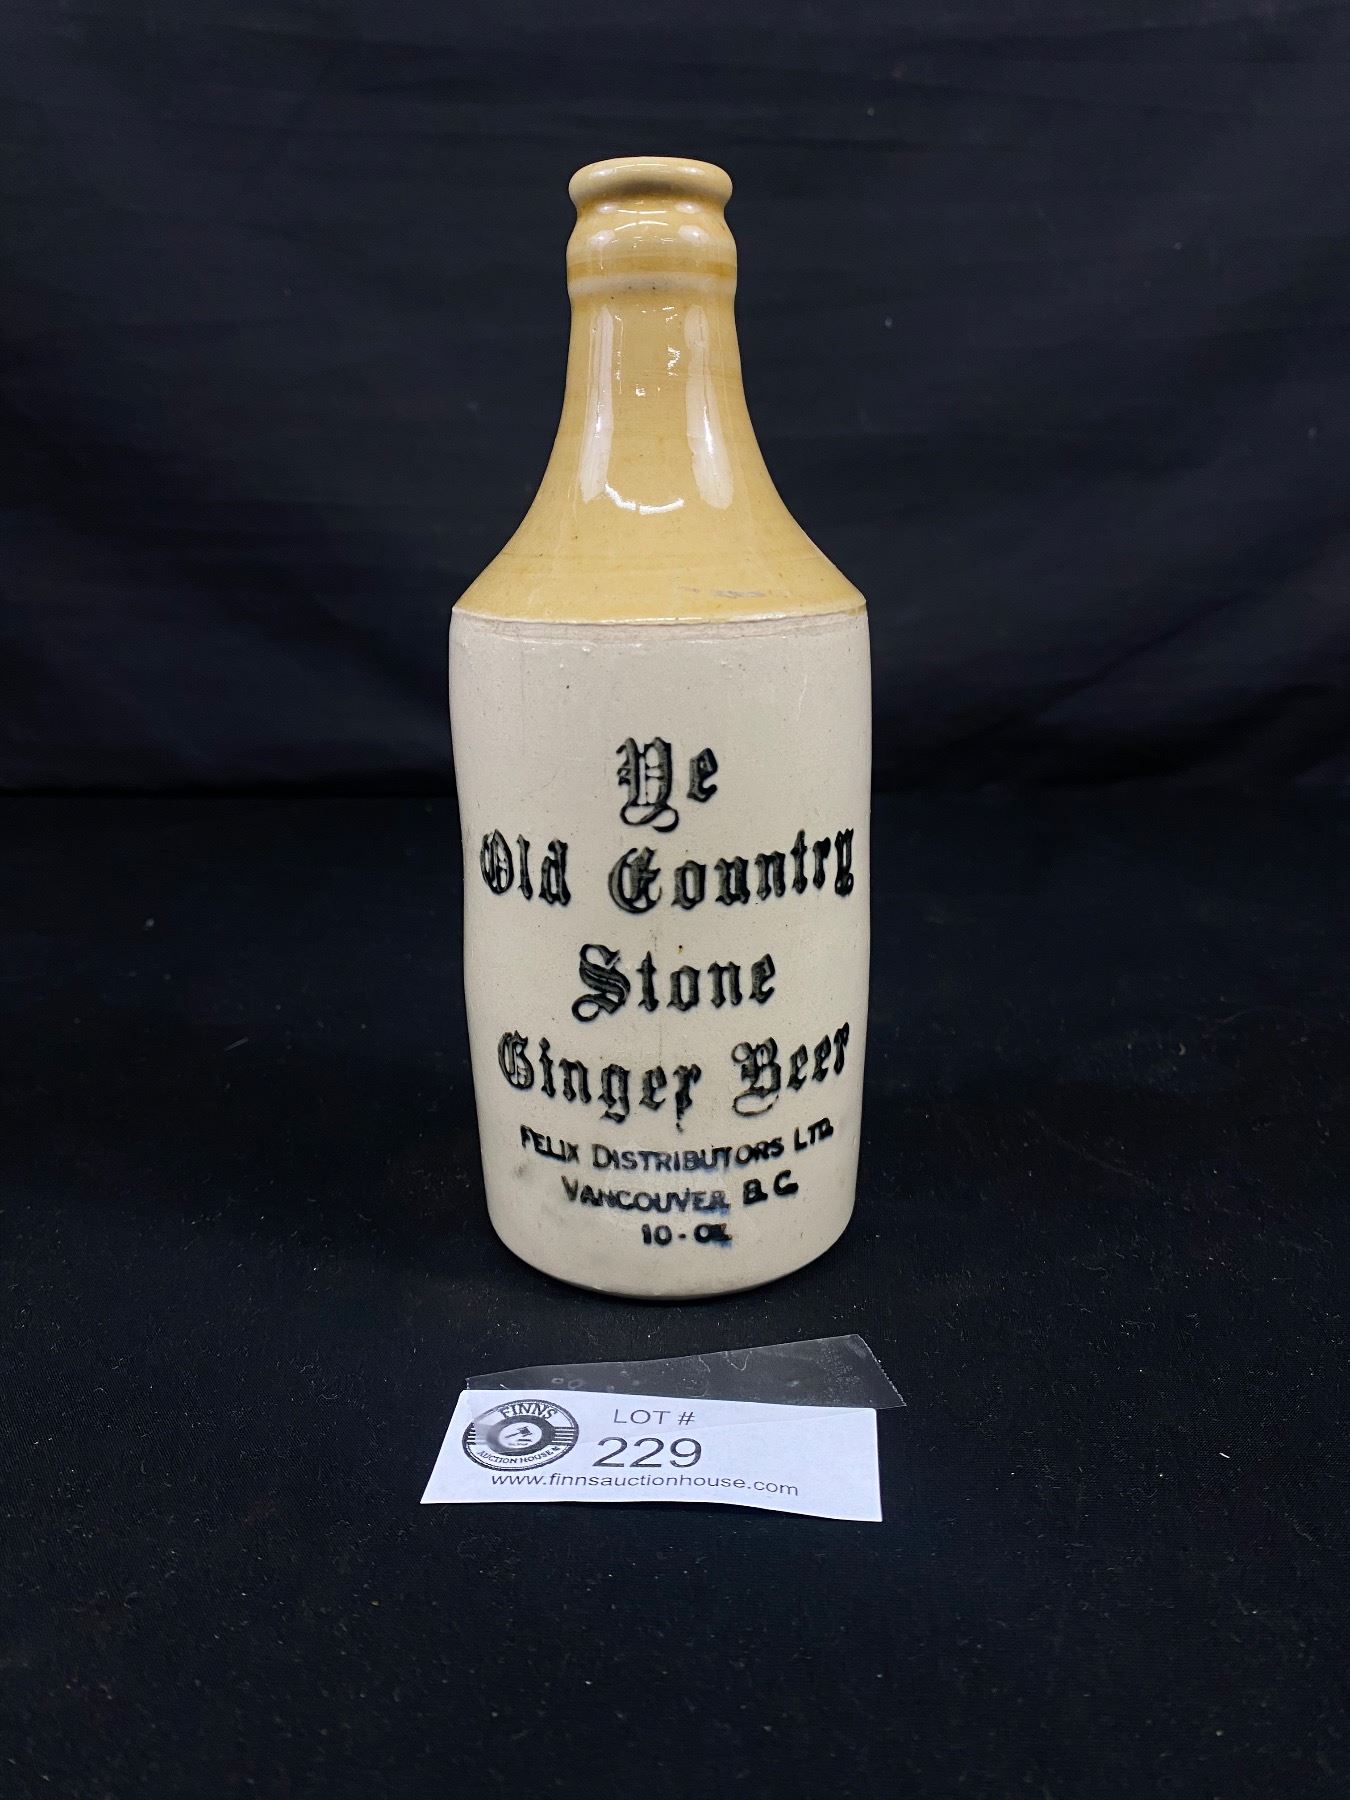 Ye
Old Country
Stone
Ginger Beer
FELIX DISTRIBUTORS LTD.
VANCOUVER, B.C.
10-OZ.
FINNS
AUCTION HOUSE
LOT #
229
www.finnsauctionhouse.com